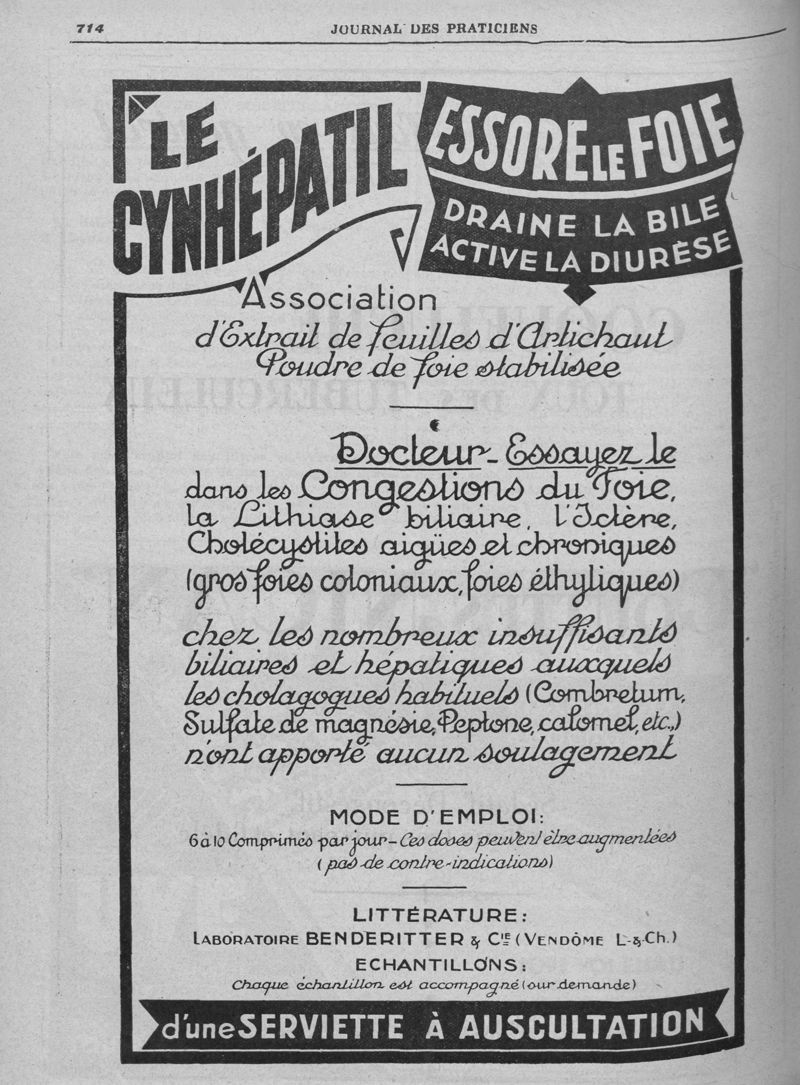 714
JOURNAL DES PRATICIENS
LE
CYNHÉPATIL
ESSORE LE FOIE
DRAINE LA BILE
ACTIVE LA DIURÈSE
Association
d'Extrait de feuilles d'Artichaut
Poudre de foie stabilisée
Docteur - Essayez le
dans les Congestions du Foie,
la Lithiase biliaire, l'Ictère,
Cholécystites aigües et chroniques
(gros foies coloniaux, foies éthyliques)
chez les nombreux insuffisants
biliaires et hépatiques auxquels
les cholagogues habituels (Combretum,
Sulfate de magnésie, Peptone, calomel, etc.,)
n'ont apporté aucun soulagement
MODE D'EMPLOI:
6 à 10 Comprimés par jour - Ces doses peuvent être augmentées
(pas de contre-indications)
LITTÉRATURE:
LABORATOIRE BENDERITTER & CIE (VENDÔME L-&-Ch.)
ECHANTILLONS:
Chaque échantillon est accompagné (sur demande)
d'une SERVIETTE À AUSCULTATION